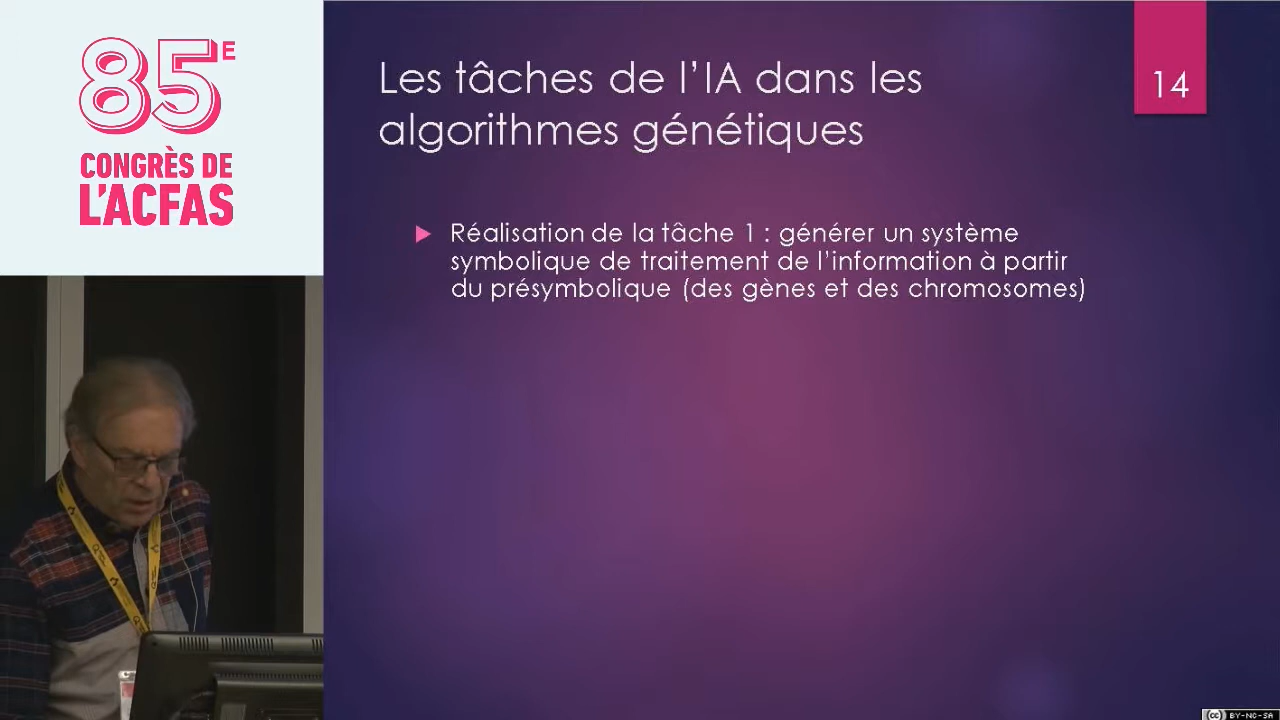 85E
CONGRÈS DE
L'ACFAS
Les tâches de l'IA dans les
algorithmes génétiques
14
Réalisation de la tâche 1 : générer un système
symbolique de traitement de l'information à partir
du présymbolique (des gènes et des chromosomes)
cc BY-NC-SA